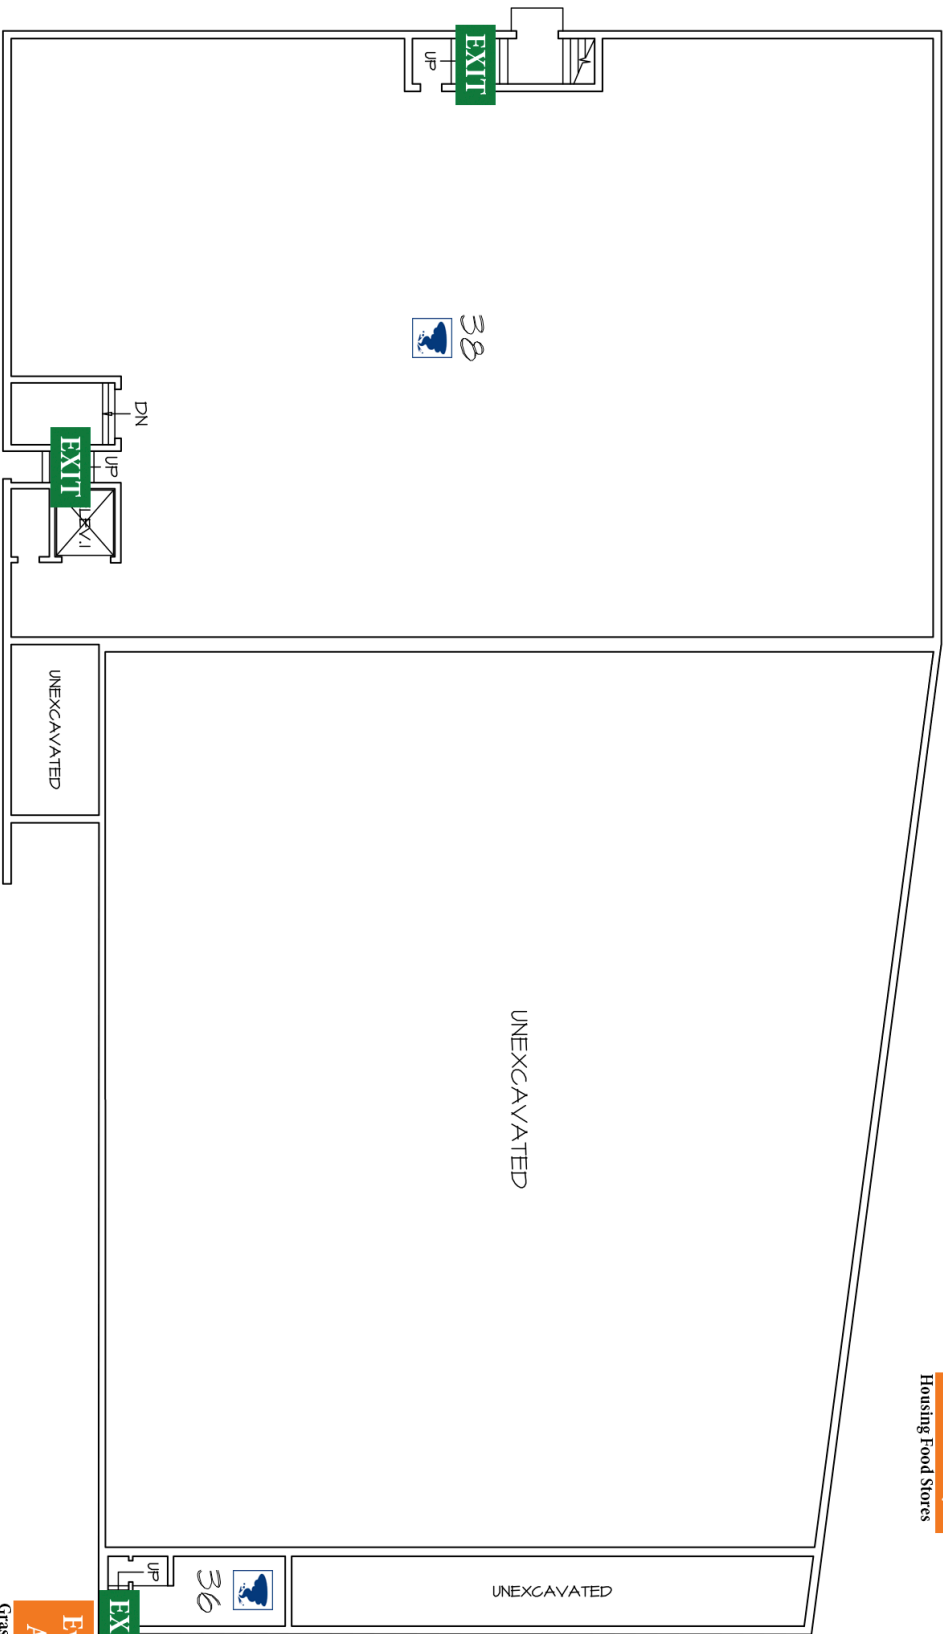 EXIT
UP
38
DN
UP
EXIT
UNEXCAVATED
UNEXCAVATED
Housing Food Stores
UP
36
UNEXCAVATED